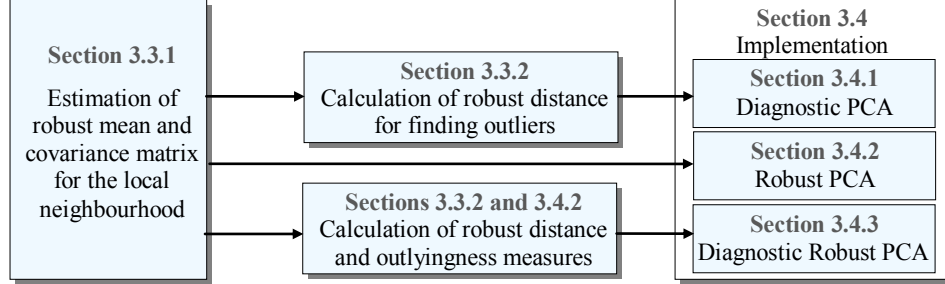 Section 3.3.1
Estimation of
robust mean and
covariance matrix
for the local
neighbourhood
Section 3.3.2
Calculation of robust distance
for finding outliers
Sections 3.3.2 and 3.4.2
Calculation of robust distance
and outlyingness measures
Section 3.4
Implementation
Section 3.4.1
Diagnostic PCA
Section 3.4.2
Robust PCA
Section 3.4.3
Diagnostic Robust PCA